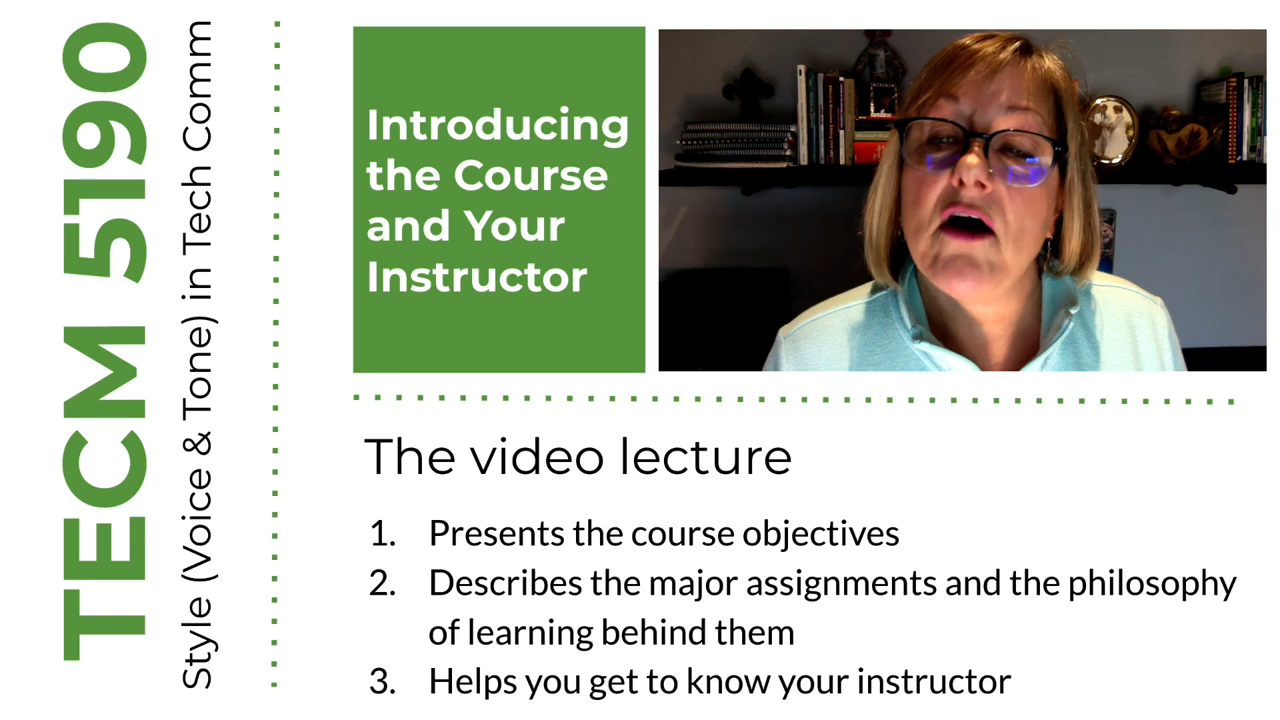 TECM 5190
Style (Voice & Tone) in Tech Comm
Introducing
the Course
and Your
Instructor
The video lecture
1. Presents the course objectives
2. Describes the major assignments and the philosophy
of learning behind them
3. Helps you get to know your instructor